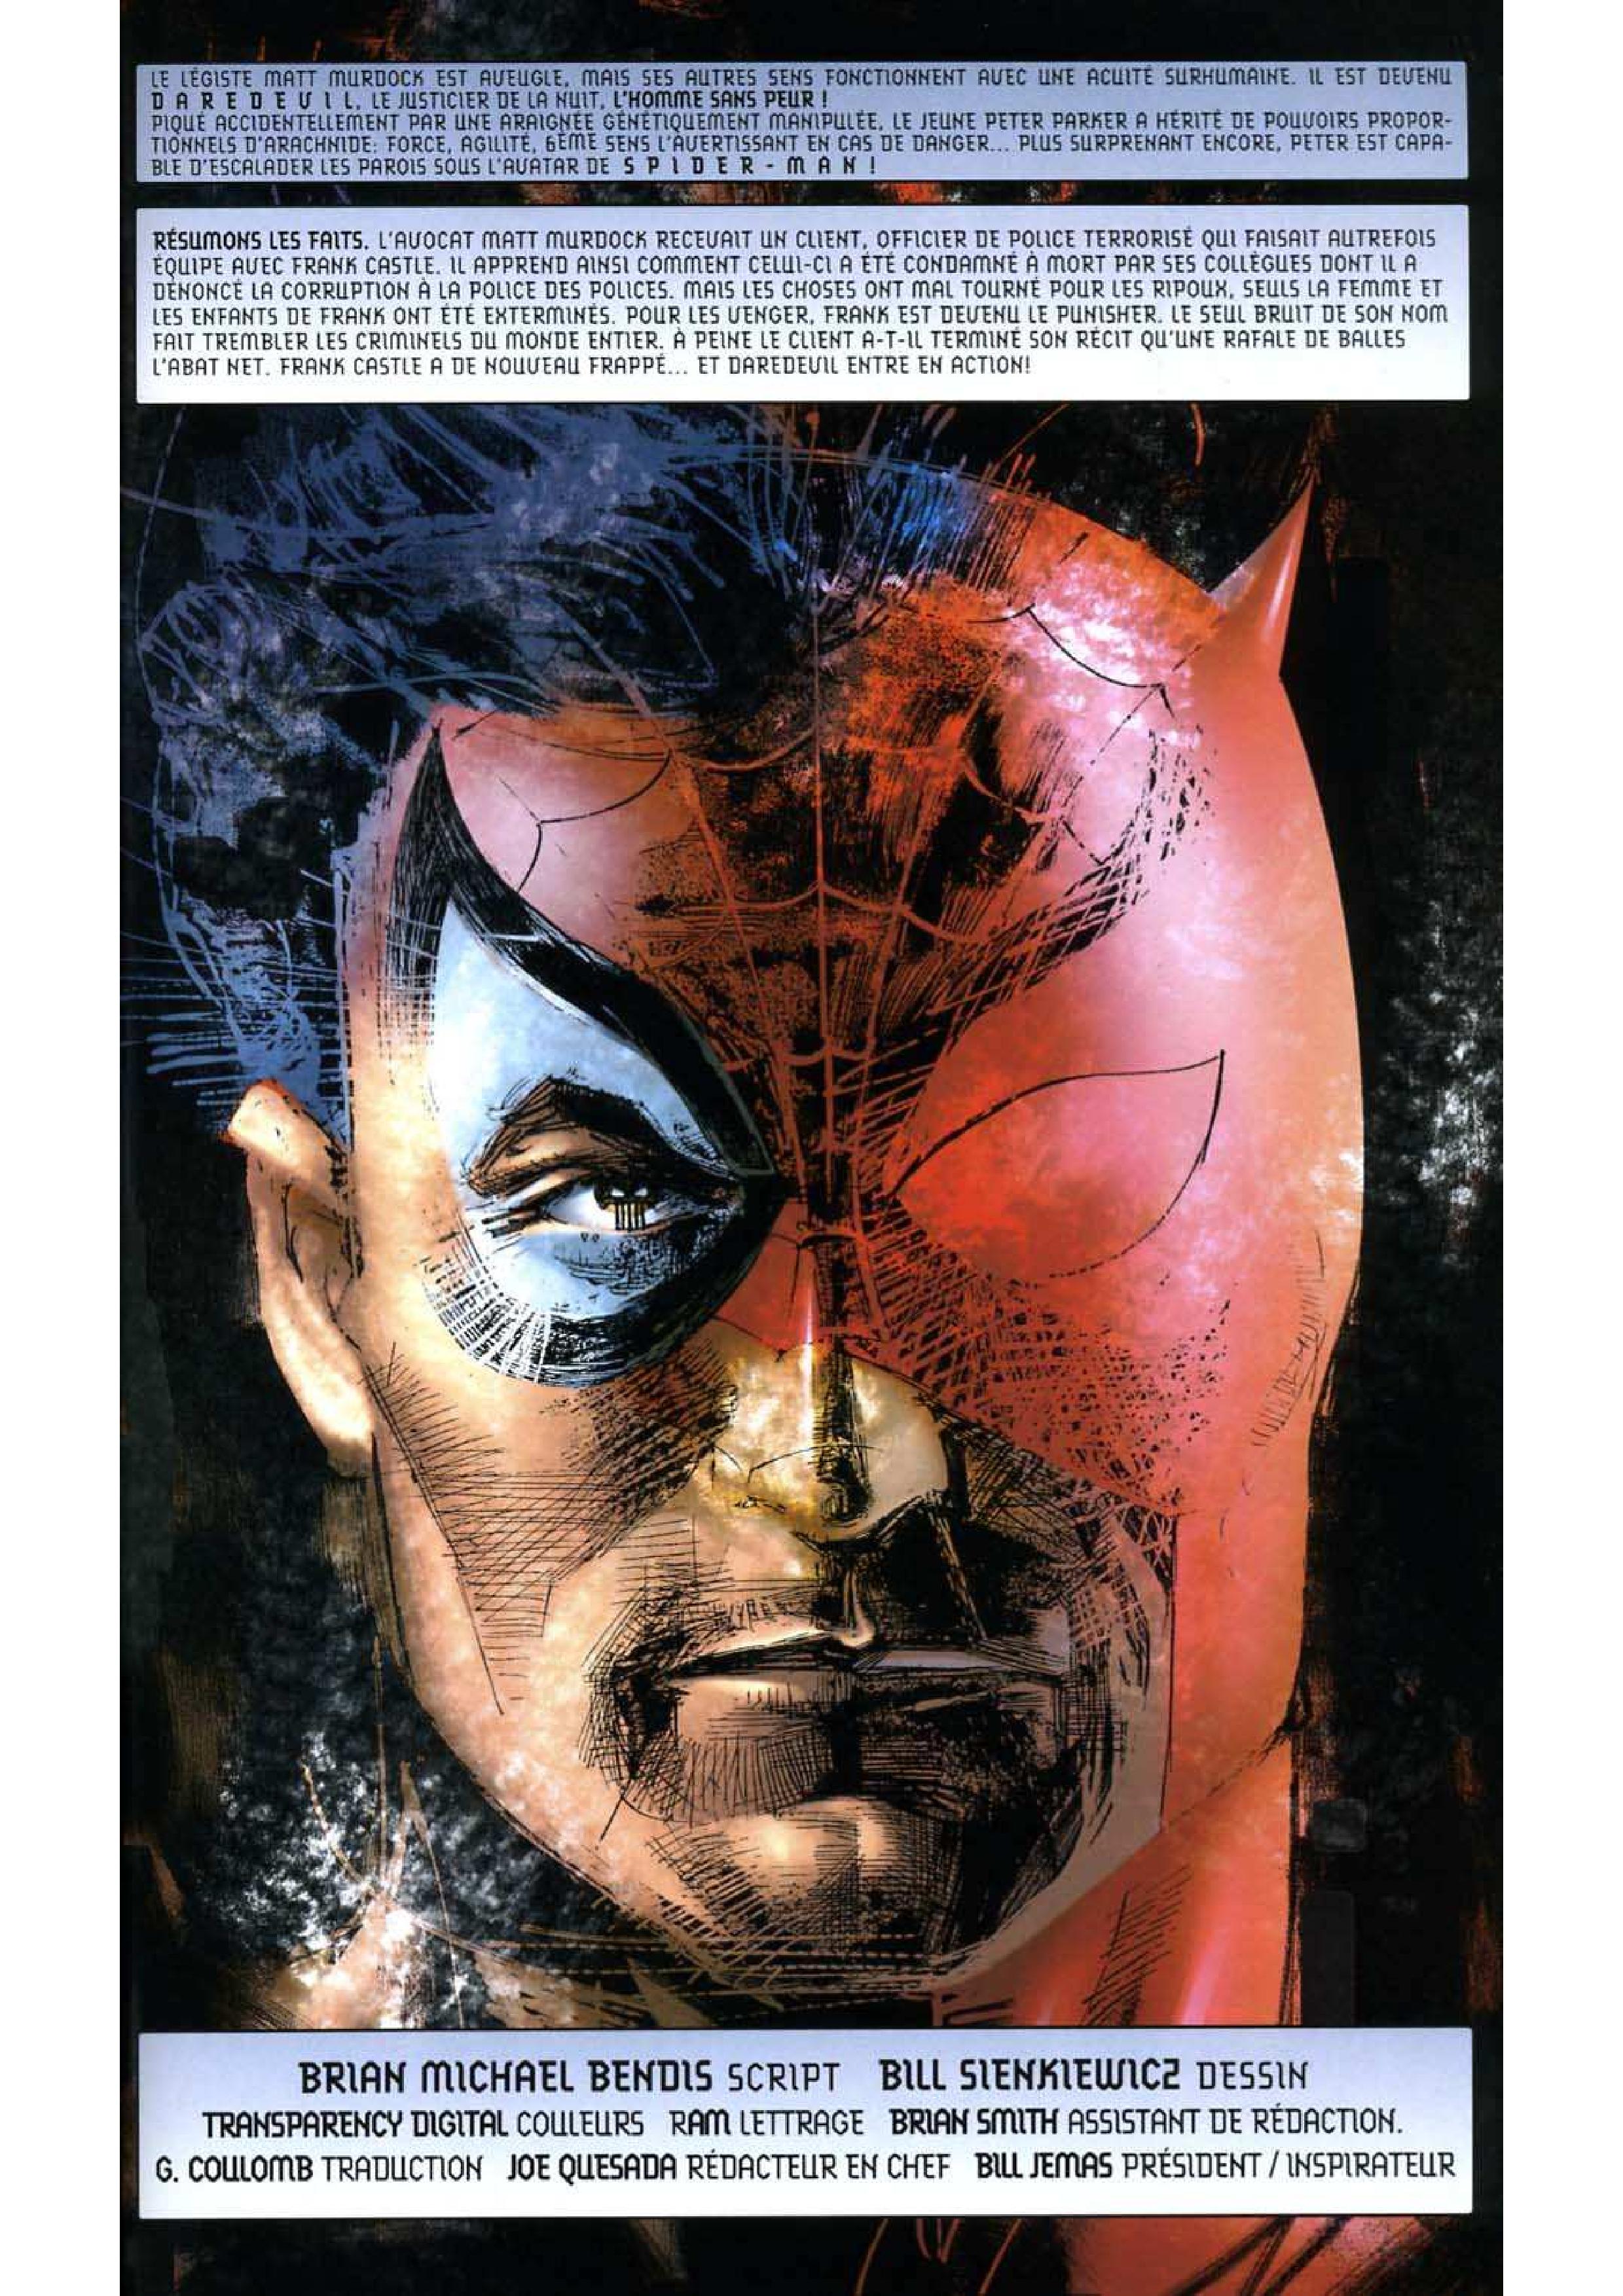 LE LÉGISTE MATT MURDOCK EST AVEUGLE, MAIS SES AUTRES SENS FONCTIONNENT AVEC UNE ACUITÉ SURHUMAINE. IL EST DEVENU
DAREDEVIL, LE JUSTICIER DE LA NUIT, L'HOMME SANS PEUR !
PIQUÉ ACCIDENTELLEMENT PAR UNE ARAIGNÉE GÉNÉTIQUEMENT MANIPULÉE, LE JEUNE PETER PARKER A HÉRITÉ DE POUVOIRS PROPOR-
TIONNELS D'ARACHNIDE: FORCE, AGILITÉ, 6ÈME SENS L'AVERTISSANT EN CAS DE DANGER... PLUS SURPRENANT ENCORE, PETER EST CAPA-
BLE D'ESCALADER LES PAROIS SOUS L'AVATAR DE SPIDER-MAN !
RÉSUMONS LES FAITS. L'AVOCAT MATT MURDOCK RECEVAIT UN CLIENT, OFFICIER DE POLICE TERRORISÉ QUI FAISAIT AUTREFOIS
ÉQUIPE AVEC FRANK CASTLE. IL APPREND AINSI COMMENT CELUI-CI A ÉTÉ CONDAMNÉ À MORT PAR SES COLLÈGUES DONT IL A
DÉNONCÉ LA CORRUPTION À LA POLICE DES POLICES. MAIS LES CHOSES ONT MAL TOURNÉ POUR LES RIPOUX, SEULS LA FEMME ET
LES ENFANTS DE FRANK ONT ÉTÉ EXTERMINÉS. POUR LES VENGER, FRANK EST DEVENU LE PUNISHER. LE SEUL BRUIT DE SON NOM
FAIT TREMBLER LES CRIMINELS DU MONDE ENTIER. À PEINE LE CLIENT A-T-IL TERMINÉ SON RÉCIT QU'UNE RAFALE DE BALLES
L'ABAT NET. FRANK CASTLE A DE NOUVEAU FRAPPÉ... ET DAREDEVIL ENTRE EN ACTION!
BRIAN MICHAEL BENDIS SCRIPT BILL SIENKIEWICZ DESSIN
TRANSPARENCY DIGITAL COULEURS RAM LETTRAGE BRIAN SMITH ASSISTANT DE RÉDACTION.
G. COULOMB TRADUCTION JOE QUESADA RÉDACTEUR EN CHEF BILL JEMAS PRÉSIDENT / INSPIRATEUR